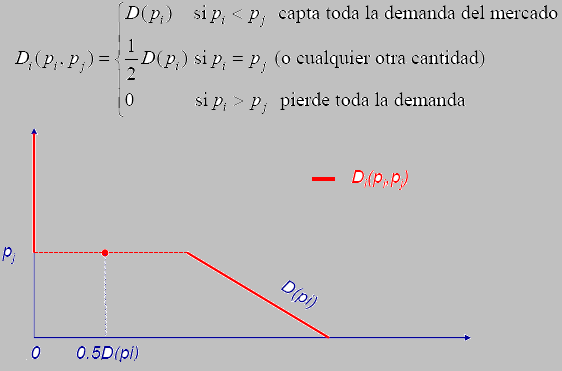 D(p_i) si p_i < p_j capta toda la demanda del mercado
D_i(p_i, p_j) = { 1/2 D(p_i) si p_i = p_j (o cualquier otra cantidad)
0 si p_i > p_j pierde toda la demanda
D_i(p_i,p_j)
p_j
D(pi)
0 0.5D(pi)